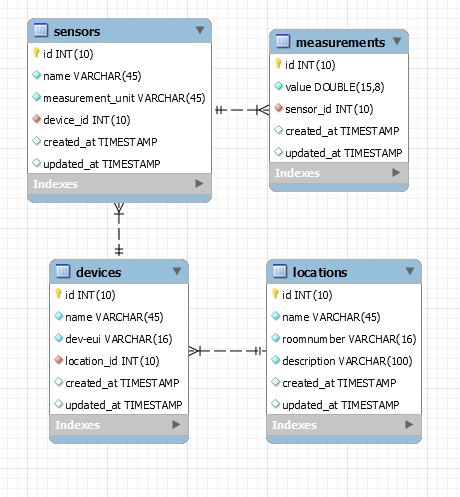 sensors
id INT(10)
name VARCHAR(45)
measurement_unit VARCHAR(45)
device_id INT(10)
created_at TIMESTAMP
updated_at TIMESTAMP
Indexes
measurements
id INT(10)
value DOUBLE(15,8)
sensor_id INT(10)
created_at TIMESTAMP
updated_at TIMESTAMP
Indexes
devices
id INT(10)
name VARCHAR(45)
dev-eui VARCHAR(16)
location_id INT(10)
created_at TIMESTAMP
updated_at TIMESTAMP
Indexes
locations
id INT(10)
name VARCHAR(45)
roomnumber VARCHAR(16)
description VARCHAR(100)
created_at TIMESTAMP
updated_at TIMESTAMP
Indexes